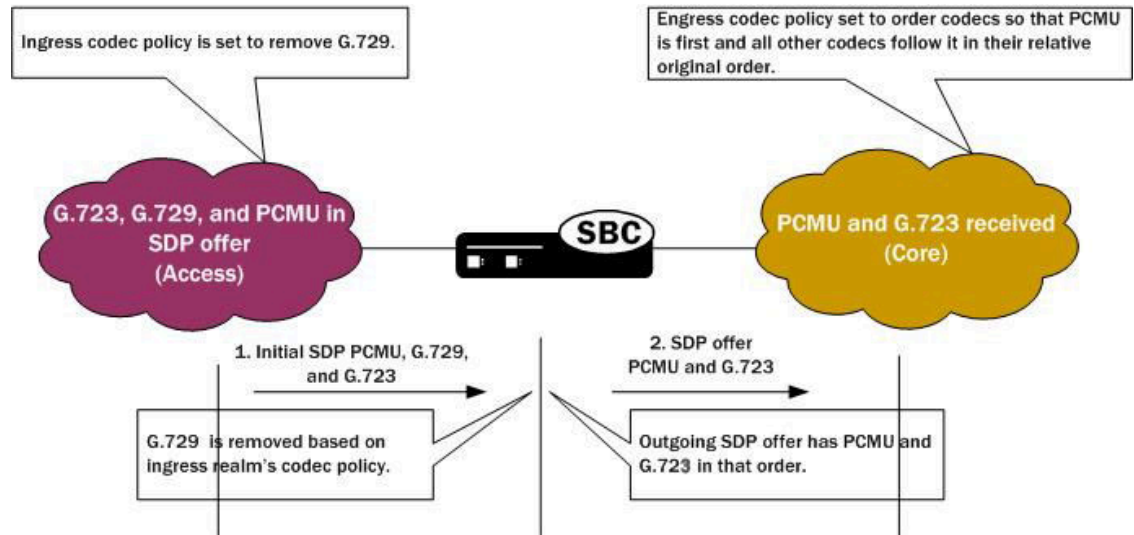 Ingress codec policy is set to remove G.729.
Engress codec policy set to order codecs so that PCMU
is first and all other codecs follow it in their relative
original order.
G.723, G.729, and PCMU in
SDP offer
(Access)
SBC
PCMU and G.723 received
(Core)
1. Initial SDP PCMU, G.729,
and G.723
2. SDP offer
PCMU and G.723
G.729 is removed based on
ingress realm's codec policy.
Outgoing SDP offer has PCMU and
G.723 in that order.